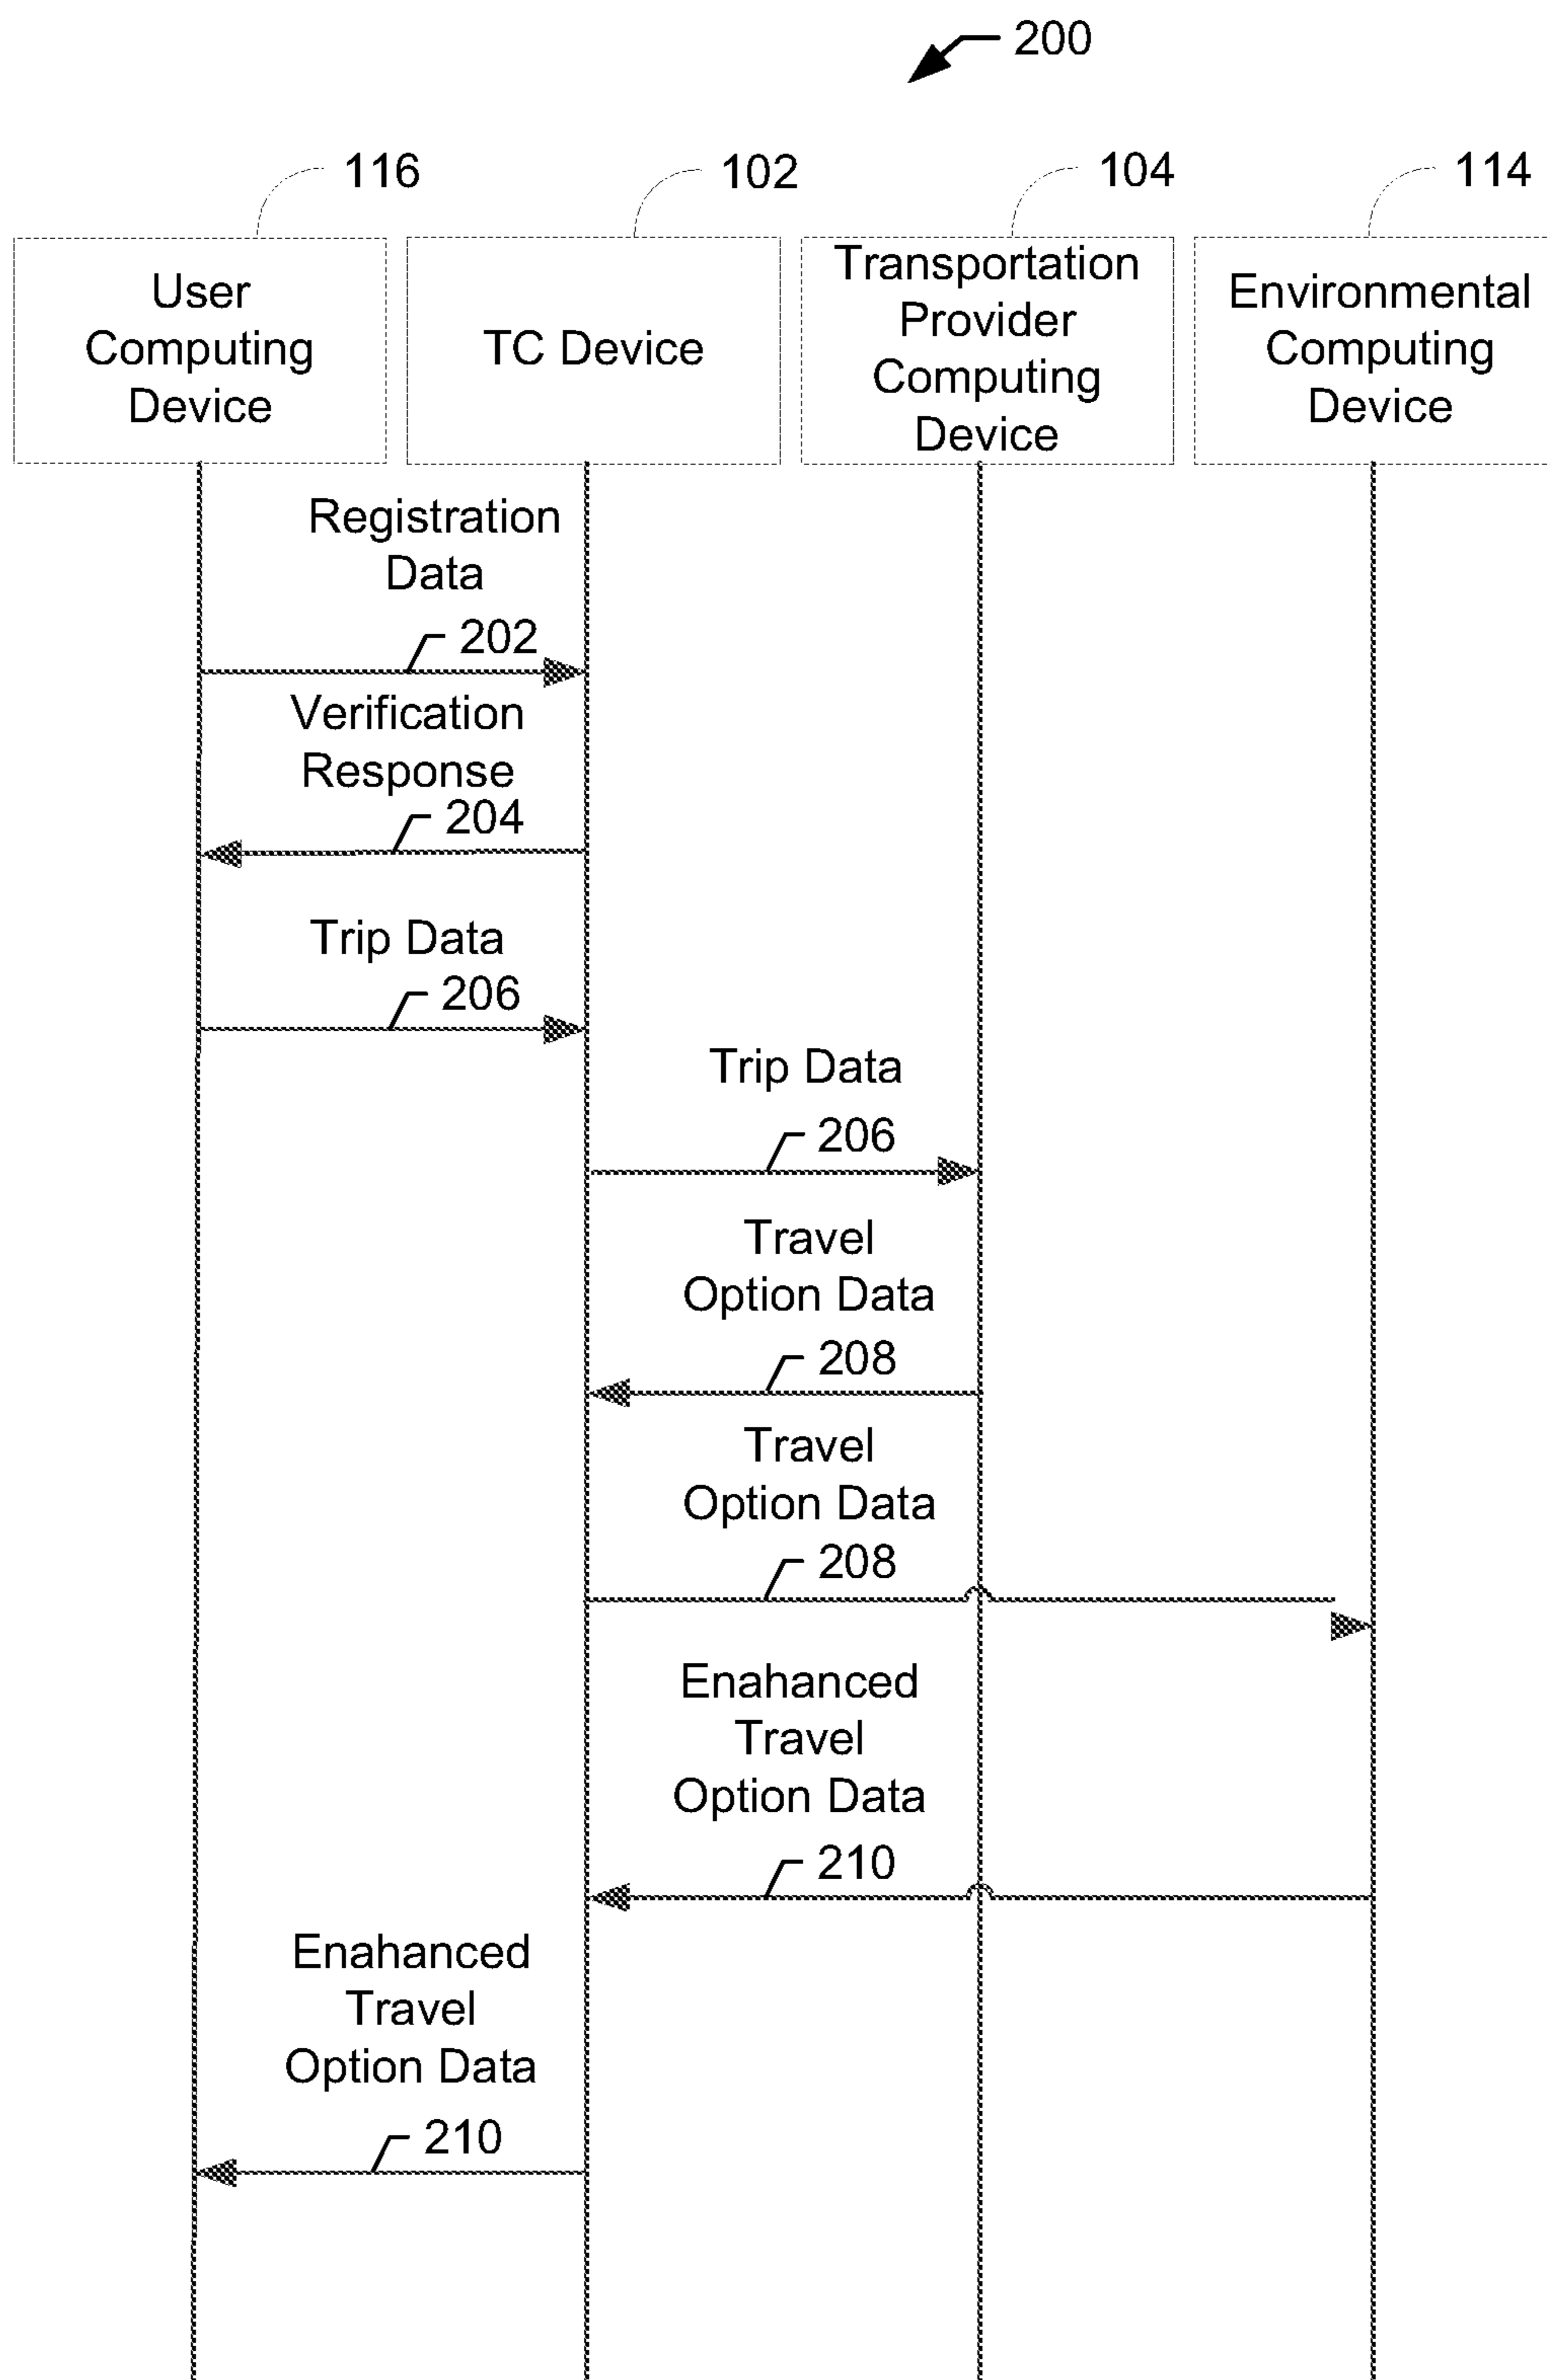 200
116
102
104
114
User
Computing
Device
TC Device
Transportation
Provider
Computing
Device
Environmental
Computing
Device
Registration
Data
202
Verification
Response
204
Trip Data
206
Trip Data
206
Travel
Option Data
208
Travel
Option Data
208
Enahanced
Travel
Option Data
210
Enahanced
Travel
Option Data
210